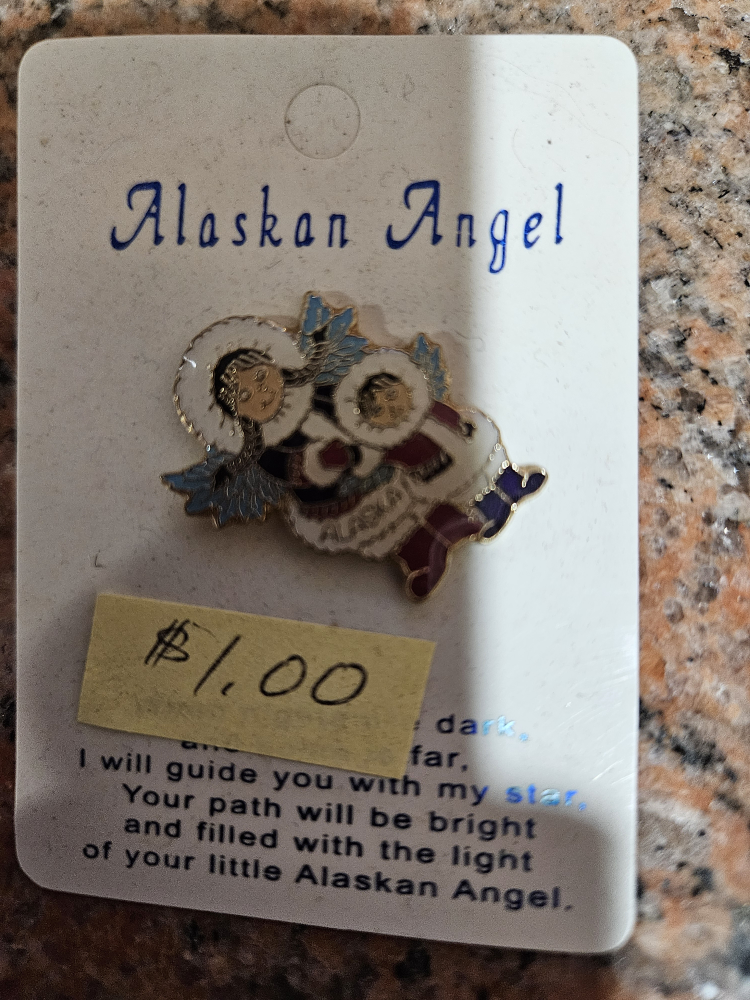 Alaskan Angel
ALASKA
$1.00
dark,
far,
I will guide you with my star,
Your path will be bright
and filled with the light
of your little Alaskan Angel.